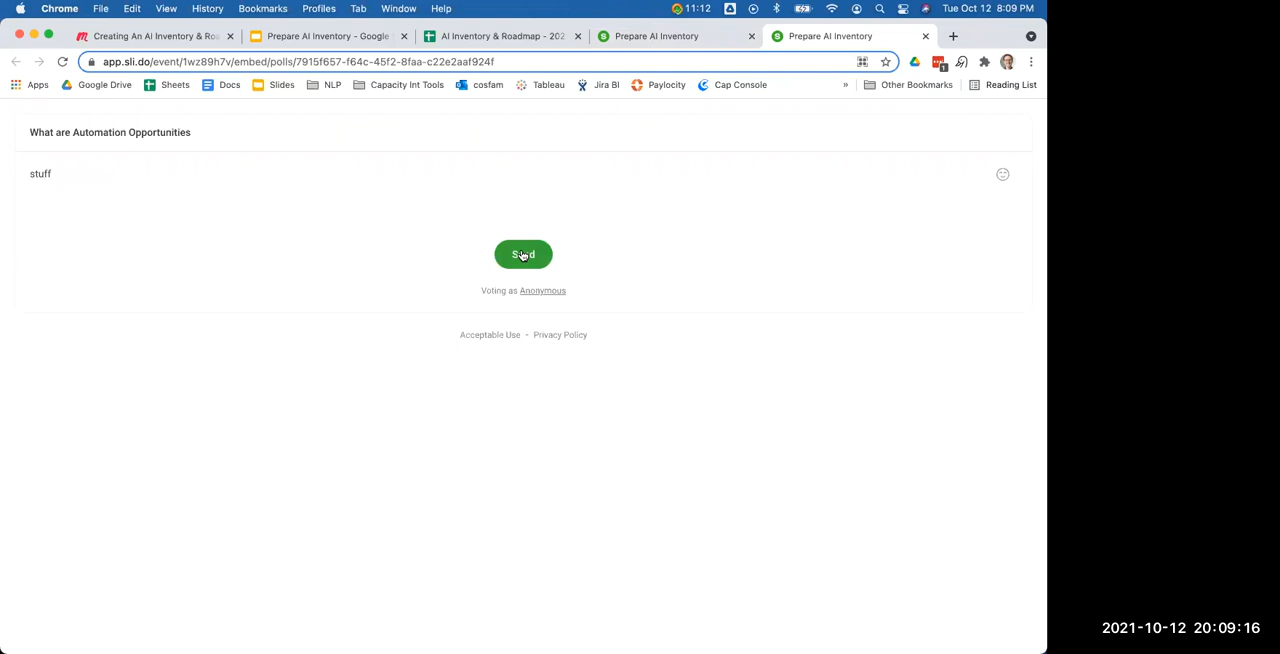 Chrome File Edit View History Bookmarks Profiles Tab Window Help 11:12 Tue Oct 12 8:09 PM
Creating An AI Inventory & Roa Prepare AI Inventory - Google AI Inventory & Roadmap - 202 Prepare AI Inventory Prepare AI Inventory
app.sli.do/event/1wz89h7v/embed/polls/7915f657-f64c-45f2-8faa-c22e2aaf924f
Apps Google Drive Sheets Docs Slides NLP Capacity Int Tools cosfam Tableau Jira BI Paylocity Cap Console » Other Bookmarks Reading List
What are Automation Opportunities
stuff
Send
Voting as Anonymous
Acceptable Use - Privacy Policy
2021-10-12 20:09:16